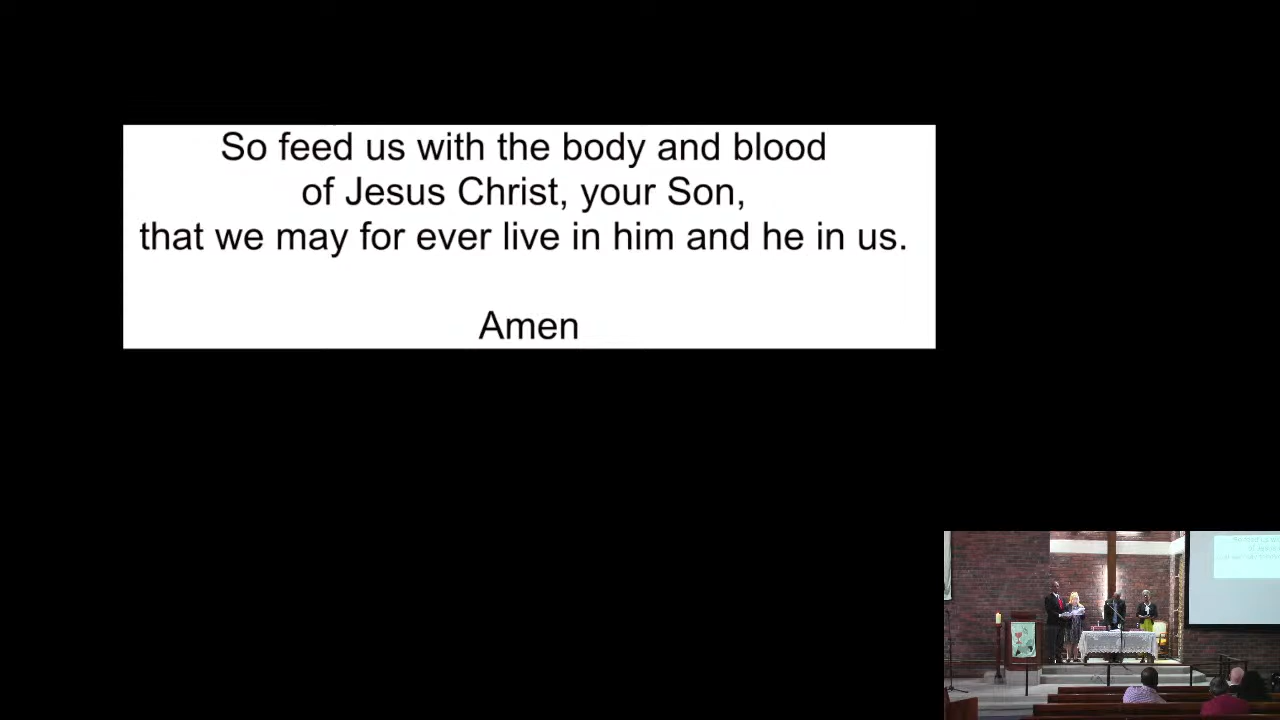 So feed us with the body and blood
of Jesus Christ, your Son,
that we may for ever live in him and he in us.
Amen